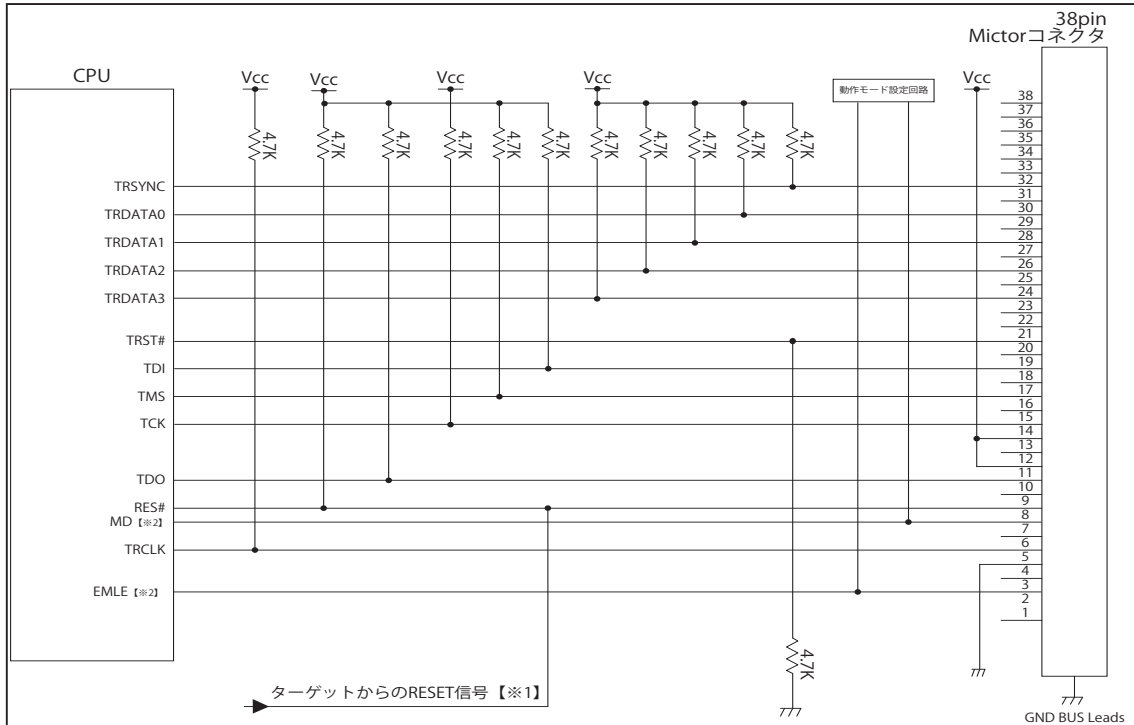 38pin
Mictorコネクタ
CPU
Vcc
Vcc
Vcc
Vcc
動作モード設定回路
Vcc
4.7K
4.7K
4.7K
4.7K
4.7K
4.7K
4.7K
4.7K
4.7K
4.7K
4.7K
TRSYNC
TRDATA0
TRDATA1
TRDATA2
TRDATA3
TRST#
TDI
TMS
TCK
TDO
RES#
MD【※2】
TRCLK
EMLE【※2】
38
37
36
35
34
33
32
31
30
29
28
27
26
25
24
23
22
21
20
19
18
17
16
15
14
13
12
11
10
9
8
7
6
5
4
3
2
1
4.7K
ターゲットからのRESET信号【※1】
GND BUS Leads